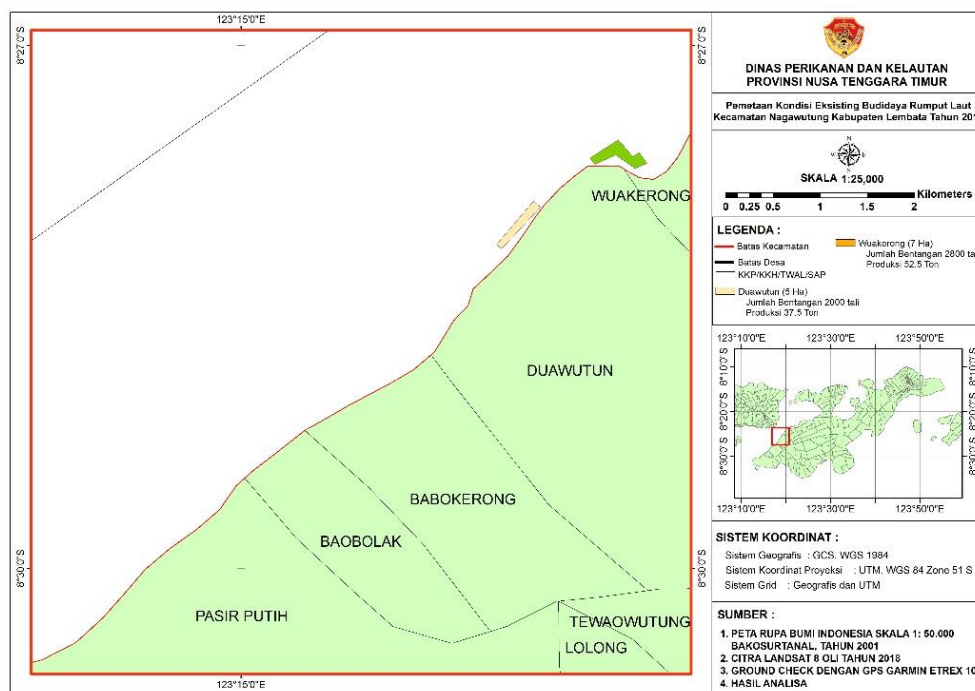 123°15'0"E
8°27'0"S
8°27'0"S
WUAKERONG
DUAWUTUN
BABOKERONG
BAOBOLAK
8°30'0"S
8°30'0"S
PASIR PUTIH
TEWAOWUTUNG
LOLONG
123°15'0"E
DINAS PERIKANAN DAN KELAUTAN
PROVINSI NUSA TENGGARA TIMUR
Pemetaan Kondisi Eksisting Budidaya Rumput Laut
Kecamatan Nagawutung Kabupaten Lembata Tahun
N
W E
S
SKALA 1:25,000
Kilometers
0 0.25 0.5 1 2
LEGENDA :
Batas Kecamatan
Batas Desa
KKP/KKH/TWAL/SAP
Duawutun (5 Ha)
Jumlah Bentangan 2000 tali
Produksi 37.5 Ton
Wuakerong (7 Ha)
Jumlah Bentangan 2800
Produksi 52.5 Ton
123°10'0"E 123°30'0"E 123°50'0"E
8°10'0"S 8°10'0"S
8°20'0"S 8°20'0"S
8°30'0"S 8°30'0"S
123°10'0"E 123°30'0"E 123°50'0"E
SISTEM KOORDINAT :
Sistem Geografis : GCS. WGS 1984
Sistem Koordinat Proyeksi : UTM. WGS 84 Zone 51 S
Sistem Grid : Geografis dan UTM
SUMBER :
1. PETA RUPA BUMI INDONESIA SKALA 1: 50.000
BAKOSURTANAL, TAHUN 2001
2. CITRA LANDSAT 8 OLI TAHUN 2018
3. GROUND CHECK DENGAN GPS GARMIN ETREX 10
4. HASIL ANALISA